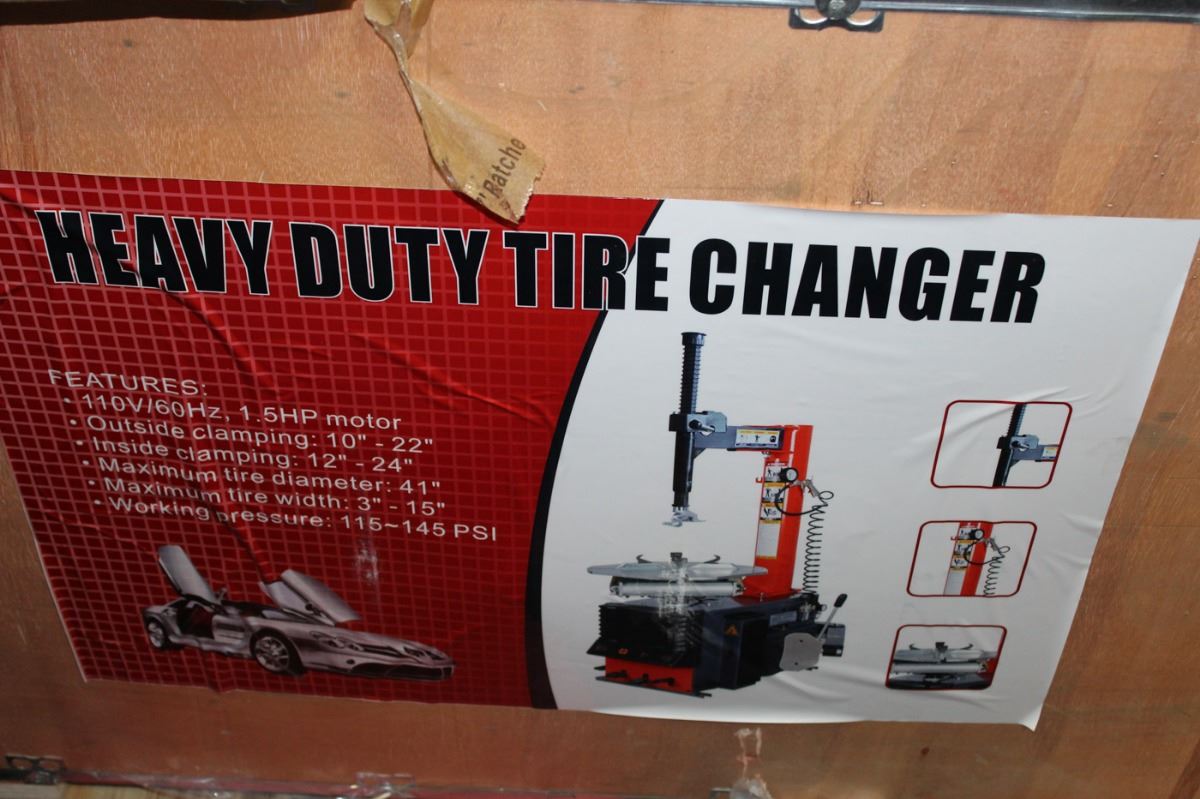 " Ratche
HEAVY DUTY TIRE CHANGER
FEATURES:
• 110V/60Hz, 1.5HP motor
• Outside clamping: 10" - 22"
• Inside clamping: 12" - 24"
• Maximum tire diameter: 41"
• Maximum tire width: 3" - 15"
• Working pressure: 115~145 PSI